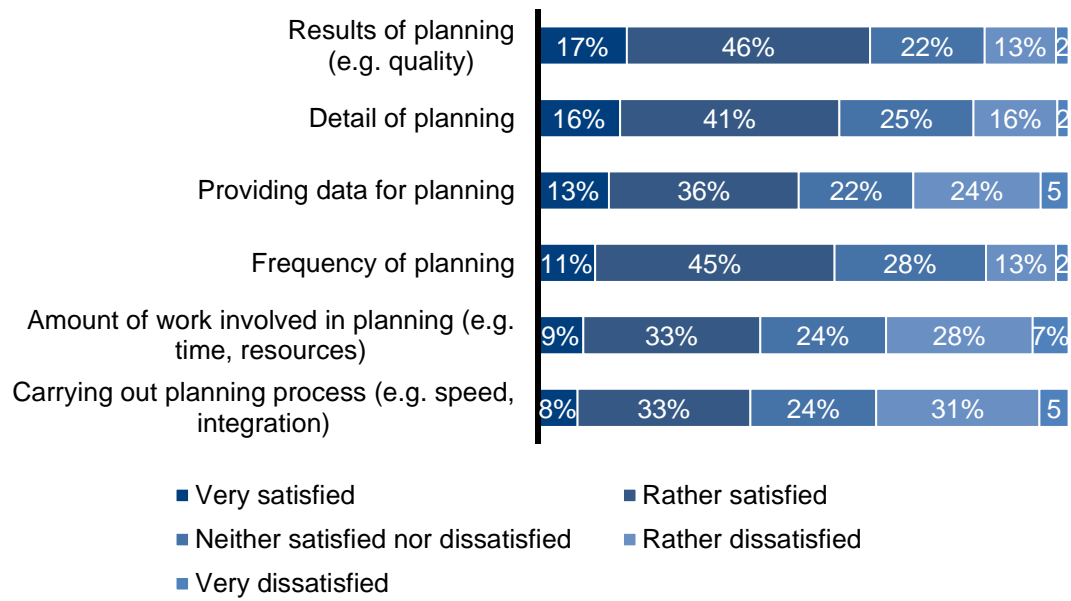 Results of planning
(e.g. quality)
17% 46% 22% 13% 2
Detail of planning
16% 41% 25% 16% 2
Providing data for planning
13% 36% 22% 24% 5
Frequency of planning
11% 45% 28% 13% 2
Amount of work involved in planning (e.g.
time, resources)
9% 33% 24% 28% 7%
Carrying out planning process (e.g. speed,
integration)
8% 33% 24% 31% 5
Very satisfied
Rather satisfied
Neither satisfied nor dissatisfied
Rather dissatisfied
Very dissatisfied